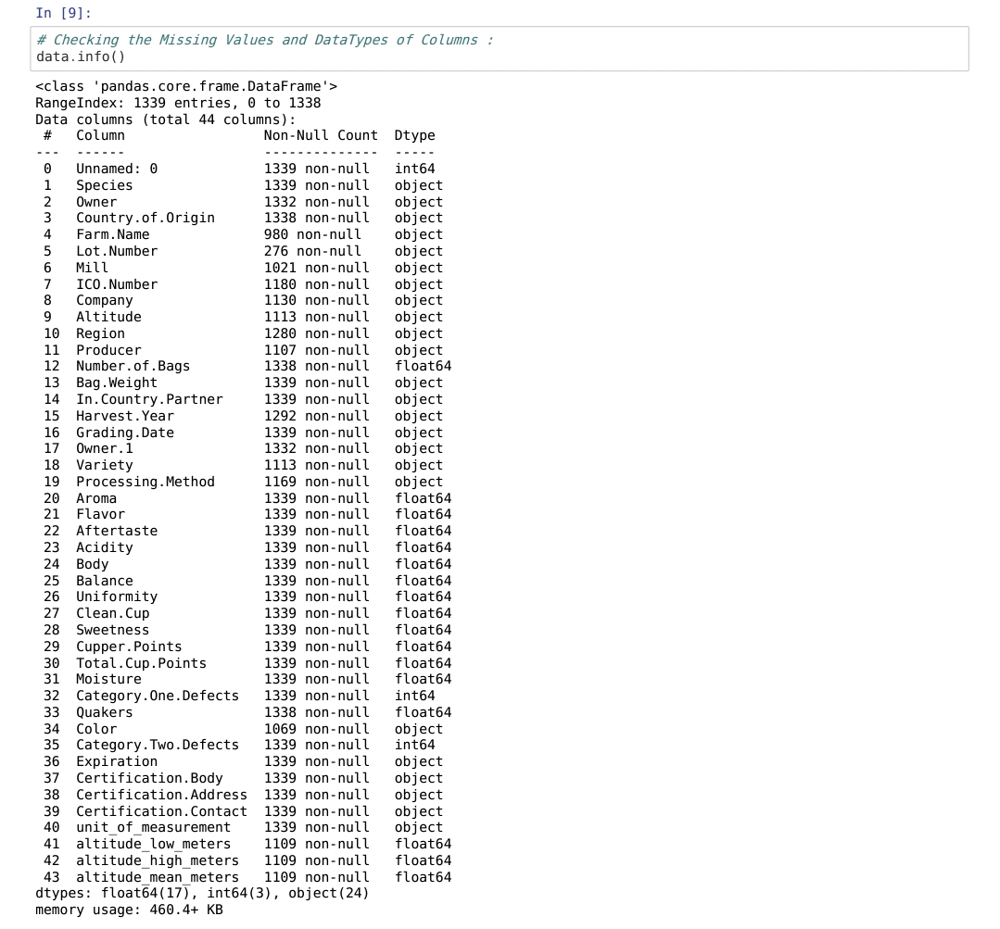 In [9]:
# Checking the Missing Values and DataTypes of Columns :
data.info()
<class 'pandas.core.frame.DataFrame'>
RangeIndex: 1339 entries, 0 to 1338
Data columns (total 44 columns):
 #   Column                 Non-Null Count  Dtype
---  ------                 --------------  -----
 0   Unnamed: 0             1339 non-null   int64
 1   Species                1339 non-null   object
 2   Owner                  1332 non-null   object
 3   Country.of.Origin      1338 non-null   object
 4   Farm.Name              980 non-null    object
 5   Lot.Number             276 non-null    object
 6   Mill                   1021 non-null   object
 7   ICO.Number             1180 non-null   object
 8   Company                1130 non-null   object
 9   Altitude               1113 non-null   object
 10  Region                 1280 non-null   object
 11  Producer               1107 non-null   object
 12  Number.of.Bags         1338 non-null   float64
 13  Bag.Weight             1339 non-null   object
 14  In.Country.Partner     1339 non-null   object
 15  Harvest.Year           1292 non-null   object
 16  Grading.Date           1339 non-null   object
 17  Owner.1                1332 non-null   object
 18  Variety                1113 non-null   object
 19  Processing.Method      1169 non-null   object
 20  Aroma                  1339 non-null   float64
 21  Flavor                 1339 non-null   float64
 22  Aftertaste             1339 non-null   float64
 23  Acidity                1339 non-null   float64
 24  Body                   1339 non-null   float64
 25  Balance                1339 non-null   float64
 26  Uniformity             1339 non-null   float64
 27  Clean.Cup              1339 non-null   float64
 28  Sweetness              1339 non-null   float64
 29  Cupper.Points          1339 non-null   float64
 30  Total.Cup.Points       1339 non-null   float64
 31  Moisture               1339 non-null   float64
 32  Category.One.Defects   1339 non-null   int64
 33  Quakers                1338 non-null   float64
 34  Color                  1069 non-null   object
 35  Category.Two.Defects   1339 non-null   int64
 36  Expiration             1339 non-null   object
 37  Certification.Body     1339 non-null   object
 38  Certification.Address  1339 non-null   object
 39  Certification.Contact  1339 non-null   object
 40  unit_of_measurement    1339 non-null   object
 41  altitude_low_meters    1109 non-null   float64
 42  altitude_high_meters   1109 non-null   float64
 43  altitude_mean_meters   1109 non-null   float64
dtypes: float64(17), int64(3), object(24)
memory usage: 460.4+ KB